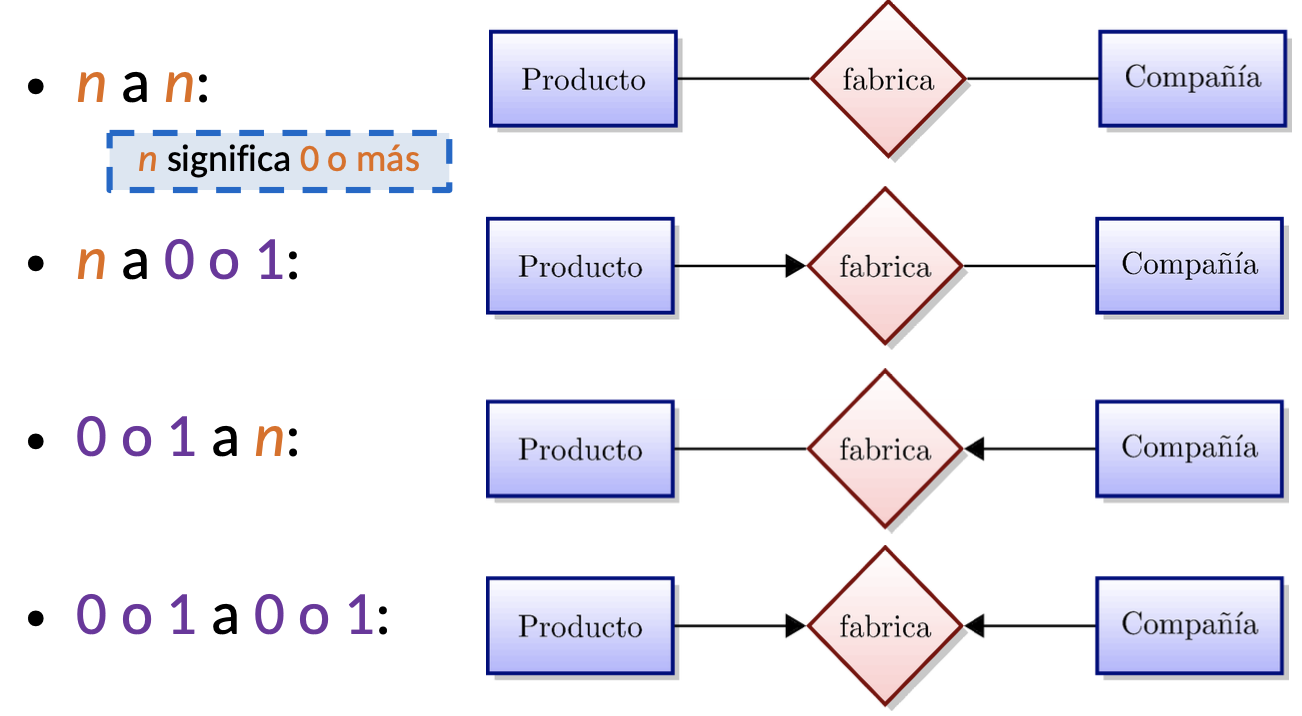 • n a n:
Producto fabrica Compañía
n significa 0 o más
• n a 0 o 1:
Producto fabrica Compañía
• 0 o 1 a n:
Producto fabrica Compañía
• 0 o 1 a 0 o 1:
Producto fabrica Compañía